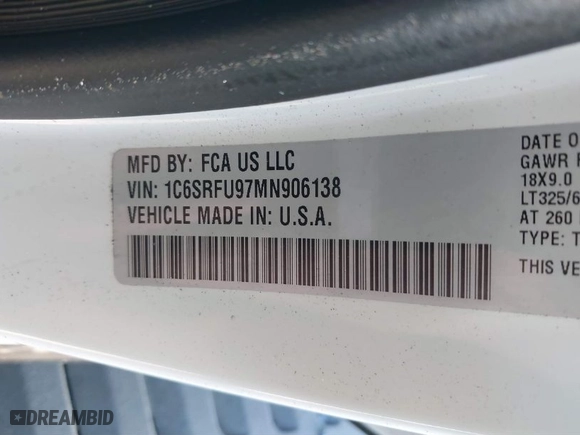 MFD BY: FCA US LLC
VIN: 1C6SRFU97MN906138
VEHICLE MADE IN: U.S.A.
DATE O
GAWR
18X9.0
LT325/6
AT 260
TYPE: T
THIS VE
DREAMBID